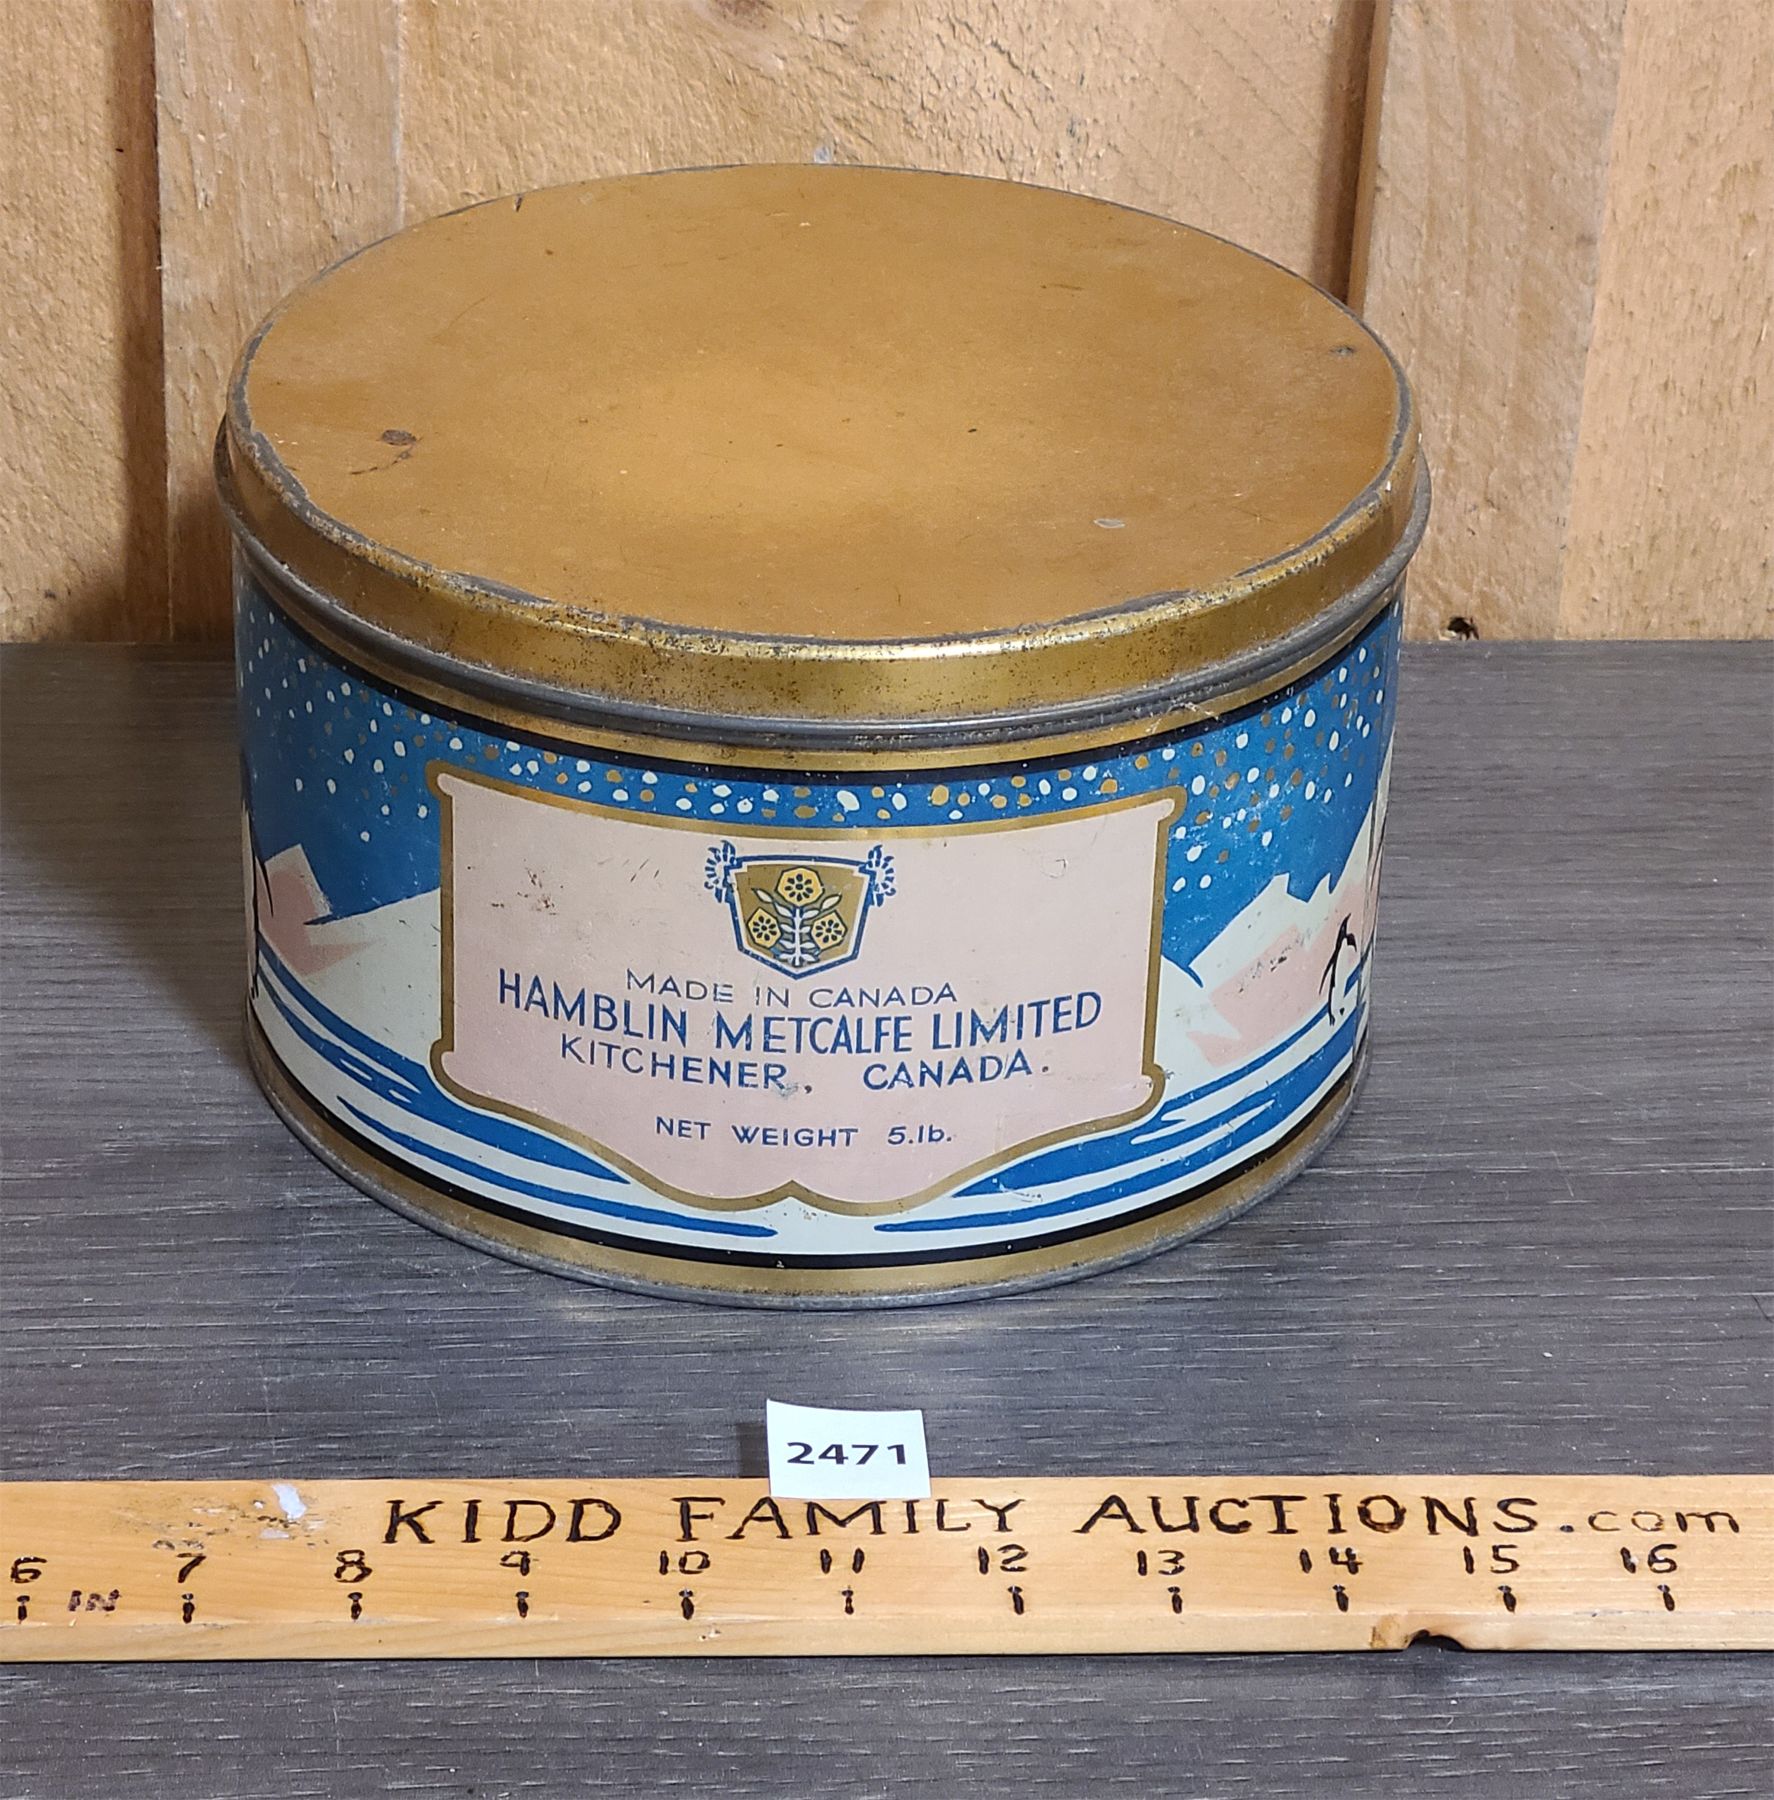 MADE IN CANADA
HAMBLIN METCALFE LIMITED
KITCHENER, CANADA.
NET WEIGHT 5.lb.
2471
KIDD FAMILY AUCTIONS.com
6 7 8 9 10 11 12 13 14 15 16
IN